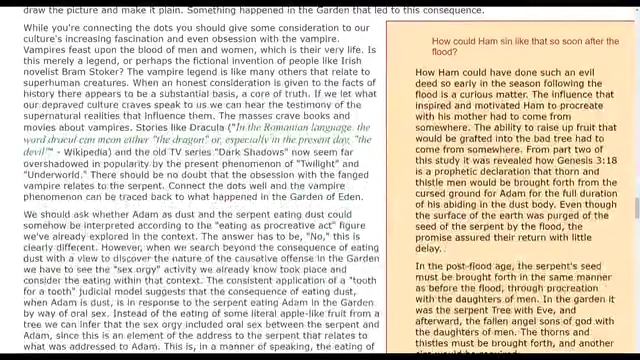 draw the picture and make it plain. Something happened in the Garden that led to this consequence.
While you're connecting the dots you should give some consideration to our
culture's increasing fascination and even obsession with the vampire.
Vampires feast upon the blood of men and women, which is their very life. Is
this merely a legend, or perhaps the fictional invention of people like Irish
novelist Bram Stoker? The vampire legend is like many others that relate to
superhuman creatures. When an honest consideration is given to the facts of
history there appears to be a substantial basis, a core of truth. If we let what
our depraved culture craves speak to us we can hear the testimony of the
supernatural realities that influence them. The masses crave books and
movies about vampires. Stories like Dracula ("In the Romanian language, the
word dracul can mean either "the dragon" or, especially in the present day, "the
devil"" - Wikipedia) and the old TV series "Dark Shadows" now seem far
overshadowed in popularity by the present phenomenon of "Twilight" and
"Underworld." There should be no doubt that the obsession with the fanged
vampire relates to the serpent. Connect the dots well and the vampire
phenomenon can be traced back to what happened in the Garden of Eden.
We should ask whether Adam as dust and the serpent eating dust could
somehow be interpreted according to the "eating as procreative act" figure
we've already explored in the context. The answer has to be, "No," this is
clearly different. However, when we search beyond the consequence of eating
dust with a view to discover the nature of the causative offense in the Garden
we have to see the "sex orgy" activity we already know took place and
consider the eating within that context. The consistent application of a "tooth
for a tooth" judicial model suggests that the consequence of eating dust,
when Adam is dust, is in response to the serpent eating Adam in the Garden
by way of oral sex. Instead of the eating of some literal apple-like fruit from a
tree we can infer that the sex orgy included oral sex between the serpent and
Adam, since this is an element of the address to the serpent that relates to
what was addressed to Adam. This is, in a manner of speaking, the eating of
How could Ham sin like that so soon after the
flood?
How Ham could have done such an evil
deed so early in the season following the
flood is a curious matter. The influence that
inspired and motivated Ham to procreate
with his mother had to come from
somewhere. The ability to raise up fruit that
would be grafted into the bad tree had to
come from somewhere. From part two of
this study it was revealed how Genesis 3:18
is a prophetic declaration that thorn and
thistle men would be brought forth from the
cursed ground for Adam for the full duration
of his abiding in the dust body. Even though
the surface of the earth was purged of the
seed of the serpent by the flood, the
promise assured their return with little
delay.
In the post-flood age, the serpent's seed
must be brought forth in the same manner
as before the flood, through procreation
with the daughters of men. In the garden it
was the serpent Tree with Eve, and
afterward, the fallen angel sons of god with
the daughters of men. The thorns and
thistles must be brought forth, and another